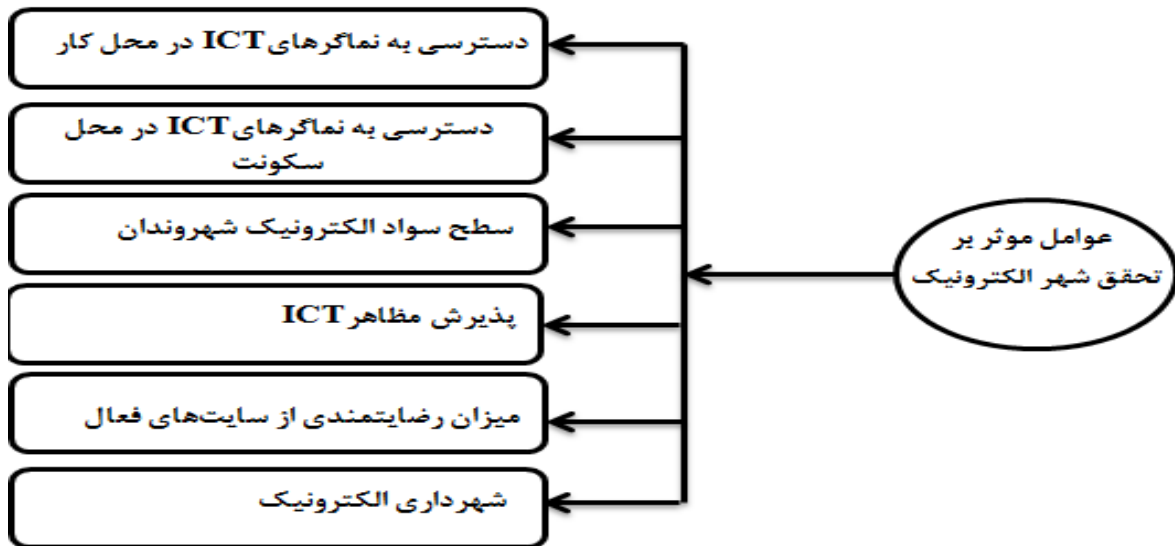 عوامل موثر بر
تحقق شهر الکترونیک
دسترسی به نماگرهای ICT در محل کار
دسترسی به نماگرهای ICT در محل
سکونت
سطح سواد الکترونیک شهروندان
پذیرش مظاهر ICT
میزان رضایتمندی از سایت‌های فعال
شهرداری الکترونیک